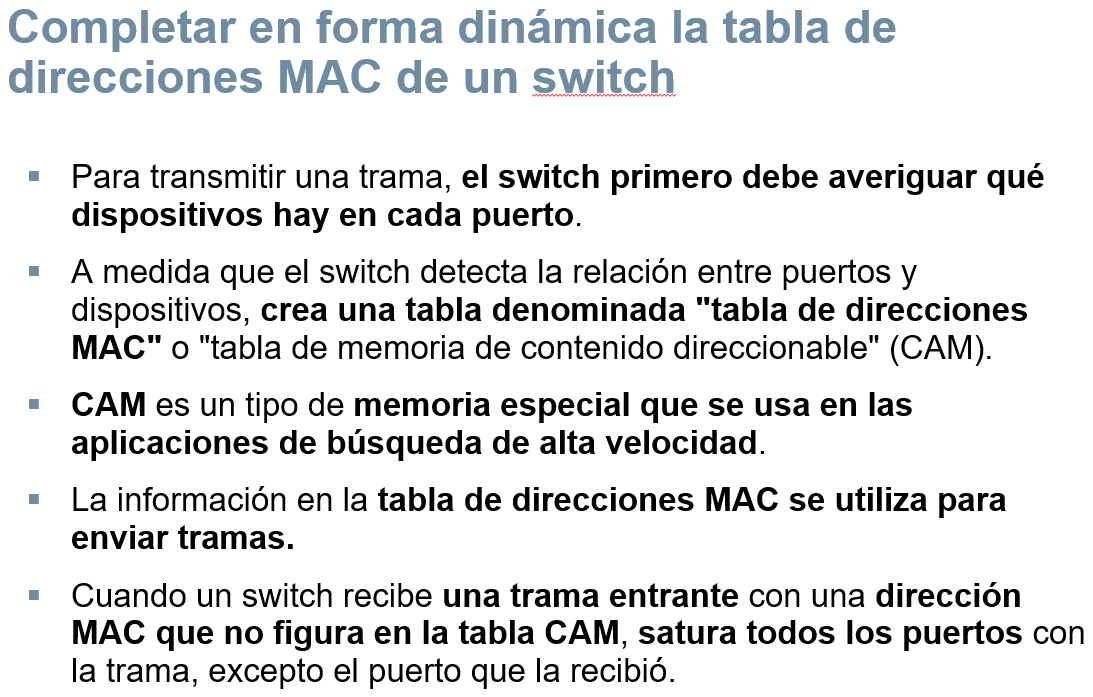 Completar en forma dinámica la tabla de
direcciones MAC de un switch
▪ Para transmitir una trama, el switch primero debe averiguar qué
dispositivos hay en cada puerto.
▪ A medida que el switch detecta la relación entre puertos y
dispositivos, crea una tabla denominada "tabla de direcciones
MAC" o "tabla de memoria de contenido direccionable" (CAM).
▪ CAM es un tipo de memoria especial que se usa en las
aplicaciones de búsqueda de alta velocidad.
▪ La información en la tabla de direcciones MAC se utiliza para
enviar tramas.
▪ Cuando un switch recibe una trama entrante con una dirección
MAC que no figura en la tabla CAM, satura todos los puertos con
la trama, excepto el puerto que la recibió.